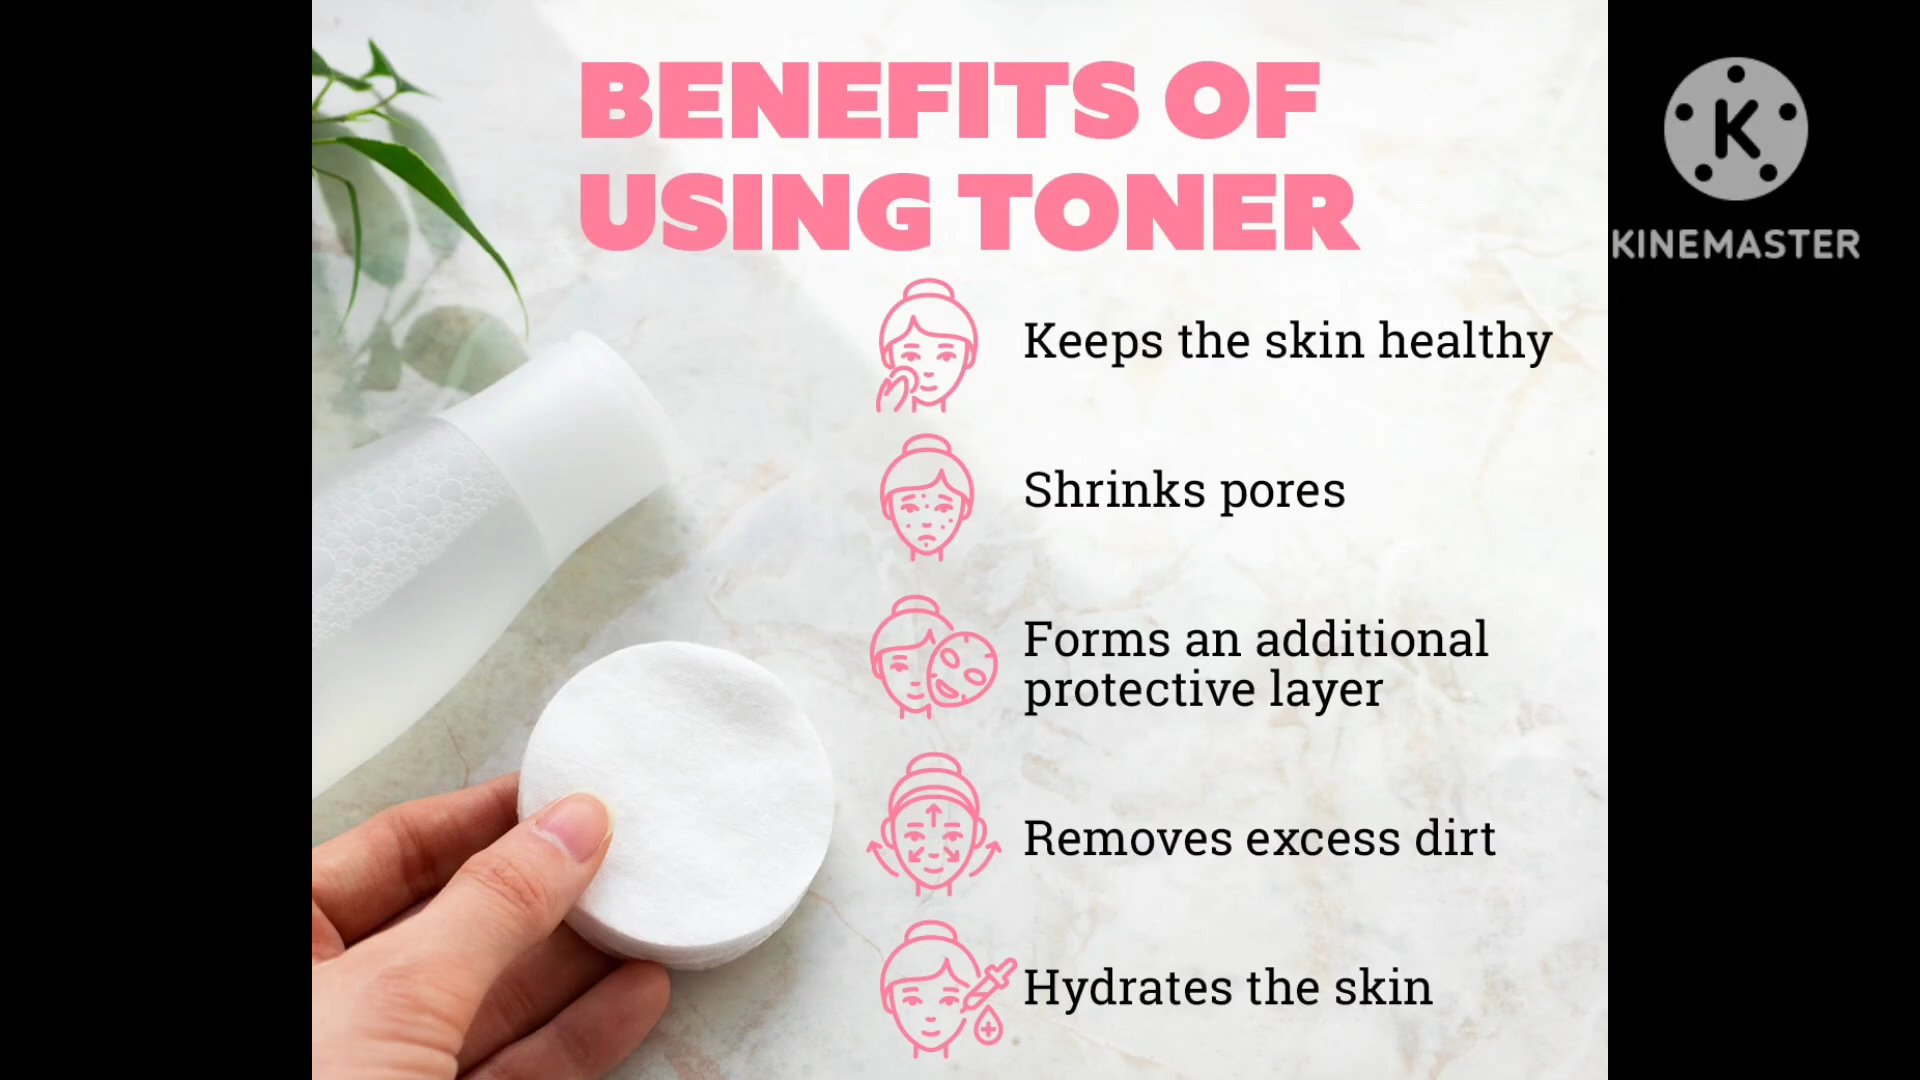 BENEFITS OF
USING TONER
K
KINEMASTER
Keeps the skin healthy
Shrinks pores
Forms an additional
protective layer
Removes excess dirt
Hydrates the skin